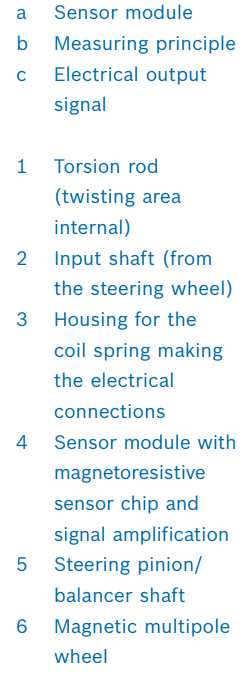 a Sensor module
b Measuring principle
c Electrical output
signal
1 Torsion rod
(twisting area
internal)
2 Input shaft (from
the steering wheel)
3 Housing for the
coil spring making
the electrical
connections
4 Sensor module with
magnetoresistive
sensor chip and
signal amplification
5 Steering pinion/
balancer shaft
6 Magnetic multipole
wheel